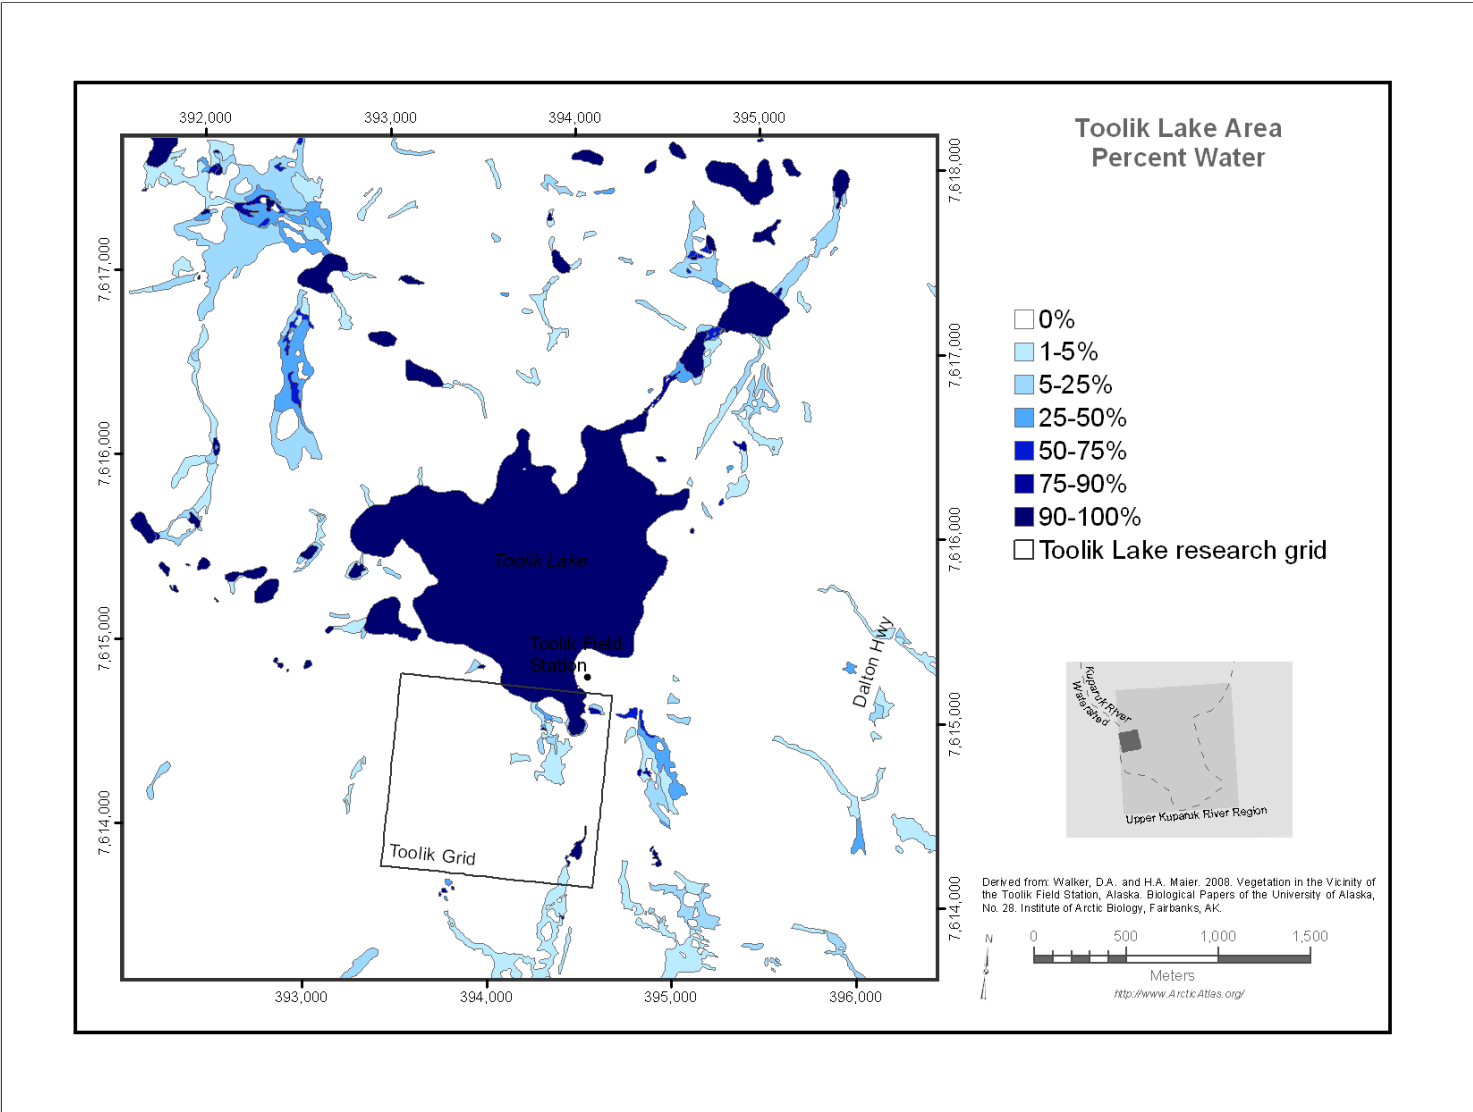 Toolik Lake Area
Percent Water
392,000
393,000
394,000
395,000
7,618,000
7,617,000
7,616,000
7,615,000
7,614,000
7,617,000
7,616,000
7,615,000
7,614,000
393,000
394,000
395,000
396,000
Toolik Lake
Toolik Field
Station
Toolik Grid
Dalton Hwy
0%
1-5%
5-25%
25-50%
50-75%
75-90%
90-100%
Toolik Lake research grid
Kuparuk River
Watershed
Upper Kuparuk River Region
Derived from: Walker, D.A. and H.A. Maier. 2008. Vegetation in the Vicinity of
the Toolik Field Station, Alaska. Biological Papers of the University of Alaska,
No. 28. Institute of Arctic Biology, Fairbanks, AK.
N
0 500 1,000 1,500
Meters
http://www.ArcticAtlas.org/